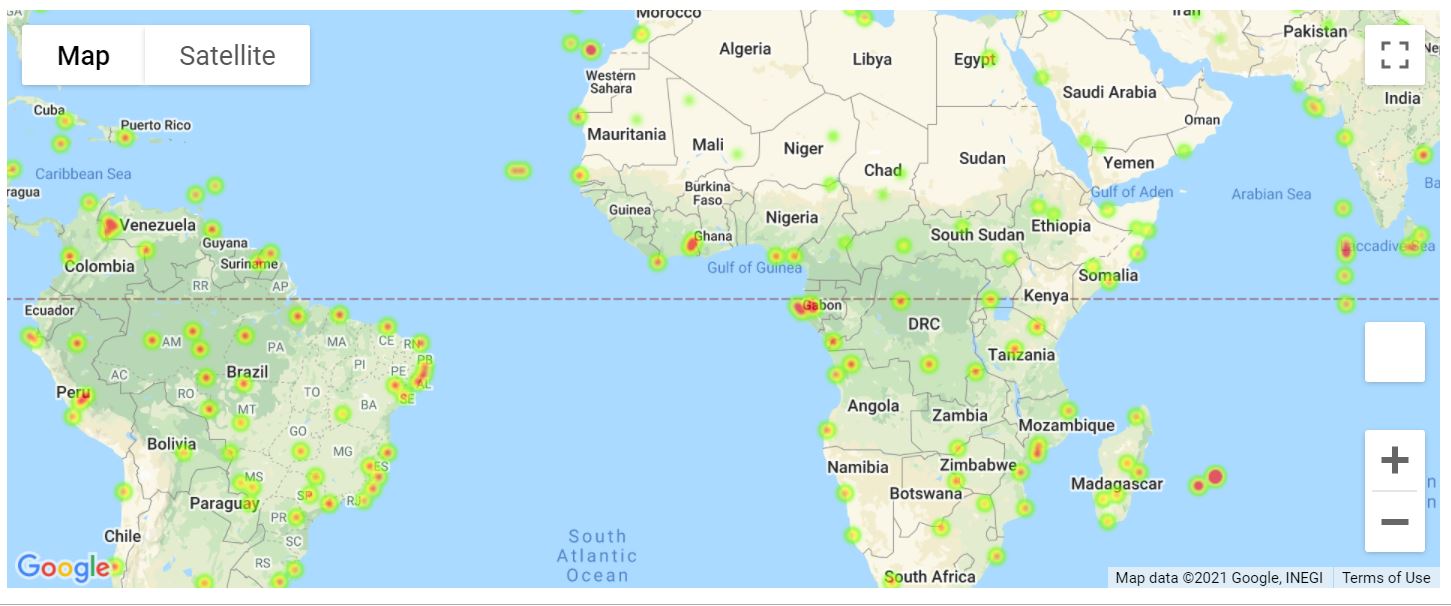 Morocco
Iran
Map
Satellite
Algeria
Libya
Egypt
Pakistan
Western
Sahara
Saudi Arabia
India
Cuba
Puerto Rico
Mauritania
Oman
Mali
Niger
Chad
Sudan
Yemen
Caribbean Sea
ragua
Burkina
Faso
Gulf of Aden
Arabian Sea
Ba
Guinea
Nigeria
Venezuela
Guyana
Ghana
South Sudan
Ethiopia
Laccadive Sea
Colombia
Suriname
Gulf of Guinea
Somalia
RR
AP
Kenya
Ecuador
Gabon
DRC
AM
PA
MA
CE
RN
Tanzania
AC
Brazil
PI
PB
PE
AL
Peru
RO
TO
SE
MT
BA
Angola
Zambia
Mozambique
Bolivia
GO
MG
ES
Namibia
Zimbabwe
MS
SP
RJ
Botswana
Madagascar
Paraguay
PR
Chile
SC
South
Atlantic
Ocean
RS
Google
South Africa
Map data ©2021 Google, INEGI
Terms of Use